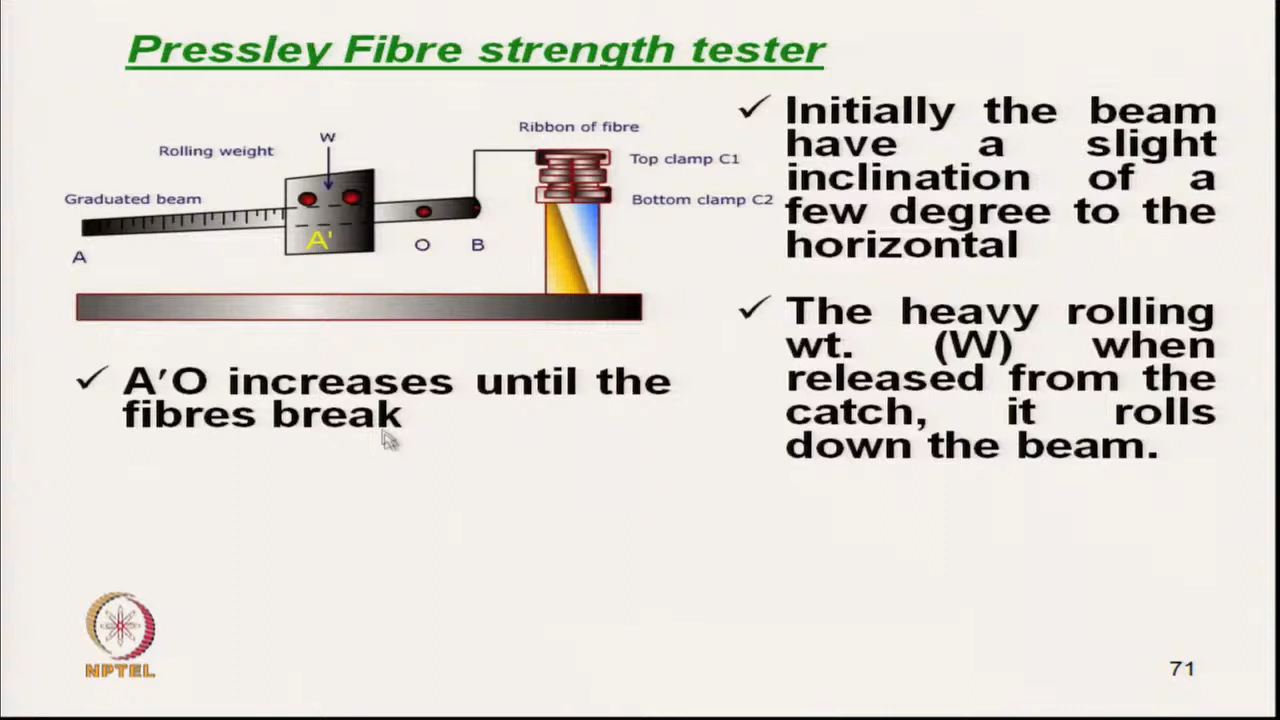 Pressley Fibre strength tester
W
Ribbon of fibre
Rolling weight
Top clamp C1
Graduated beam
Bottom clamp C2
A'
O
B
A
A′O increases until the
fibres break
✓ Initially the beam
have a slight
inclination of a
few degree to the
horizontal
✓ The heavy rolling
wt. (W) when
released from the
catch, it rolls
down the beam.
NPTEL
71